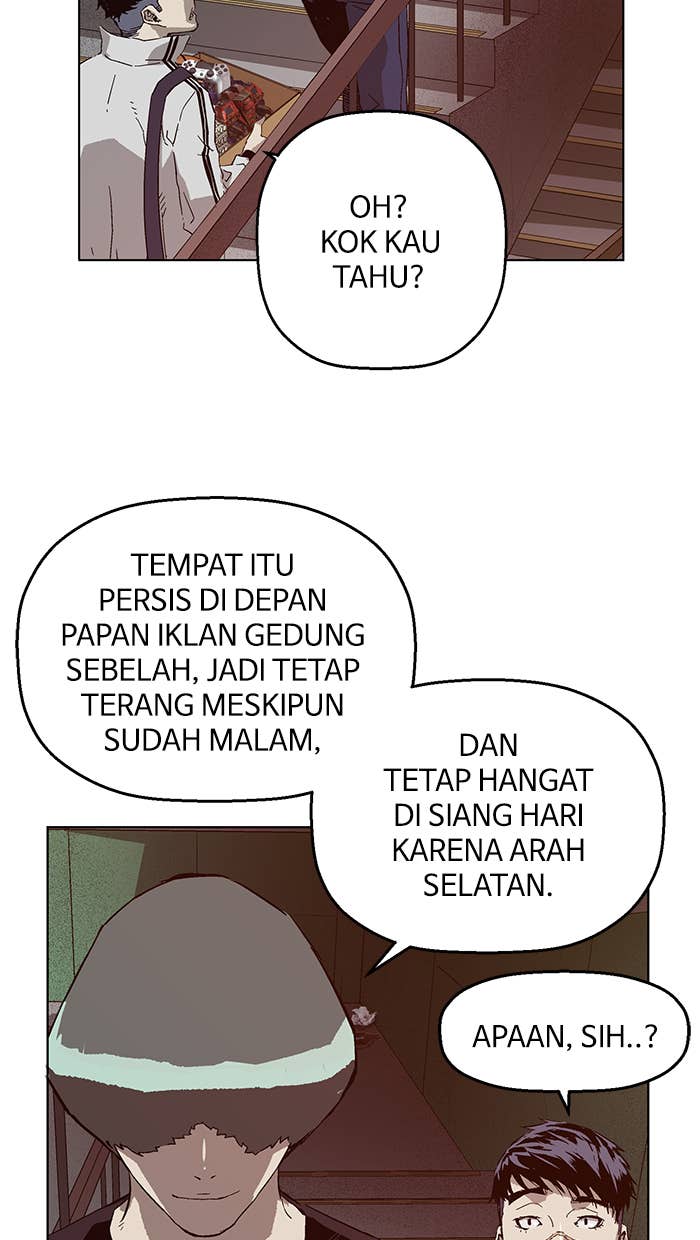 OH?
KOK KAU
TAHU?
TEMPAT ITU
PERSIS DI DEPAN
PAPAN IKLAN GEDUNG
SEBELAH, JADI TETAP
TERANG MESKIPUN
SUDAH MALAM,
DAN
TETAP HANGAT
DI SIANG HARI
KARENA ARAH
SELATAN.
APAAN, SIH..?